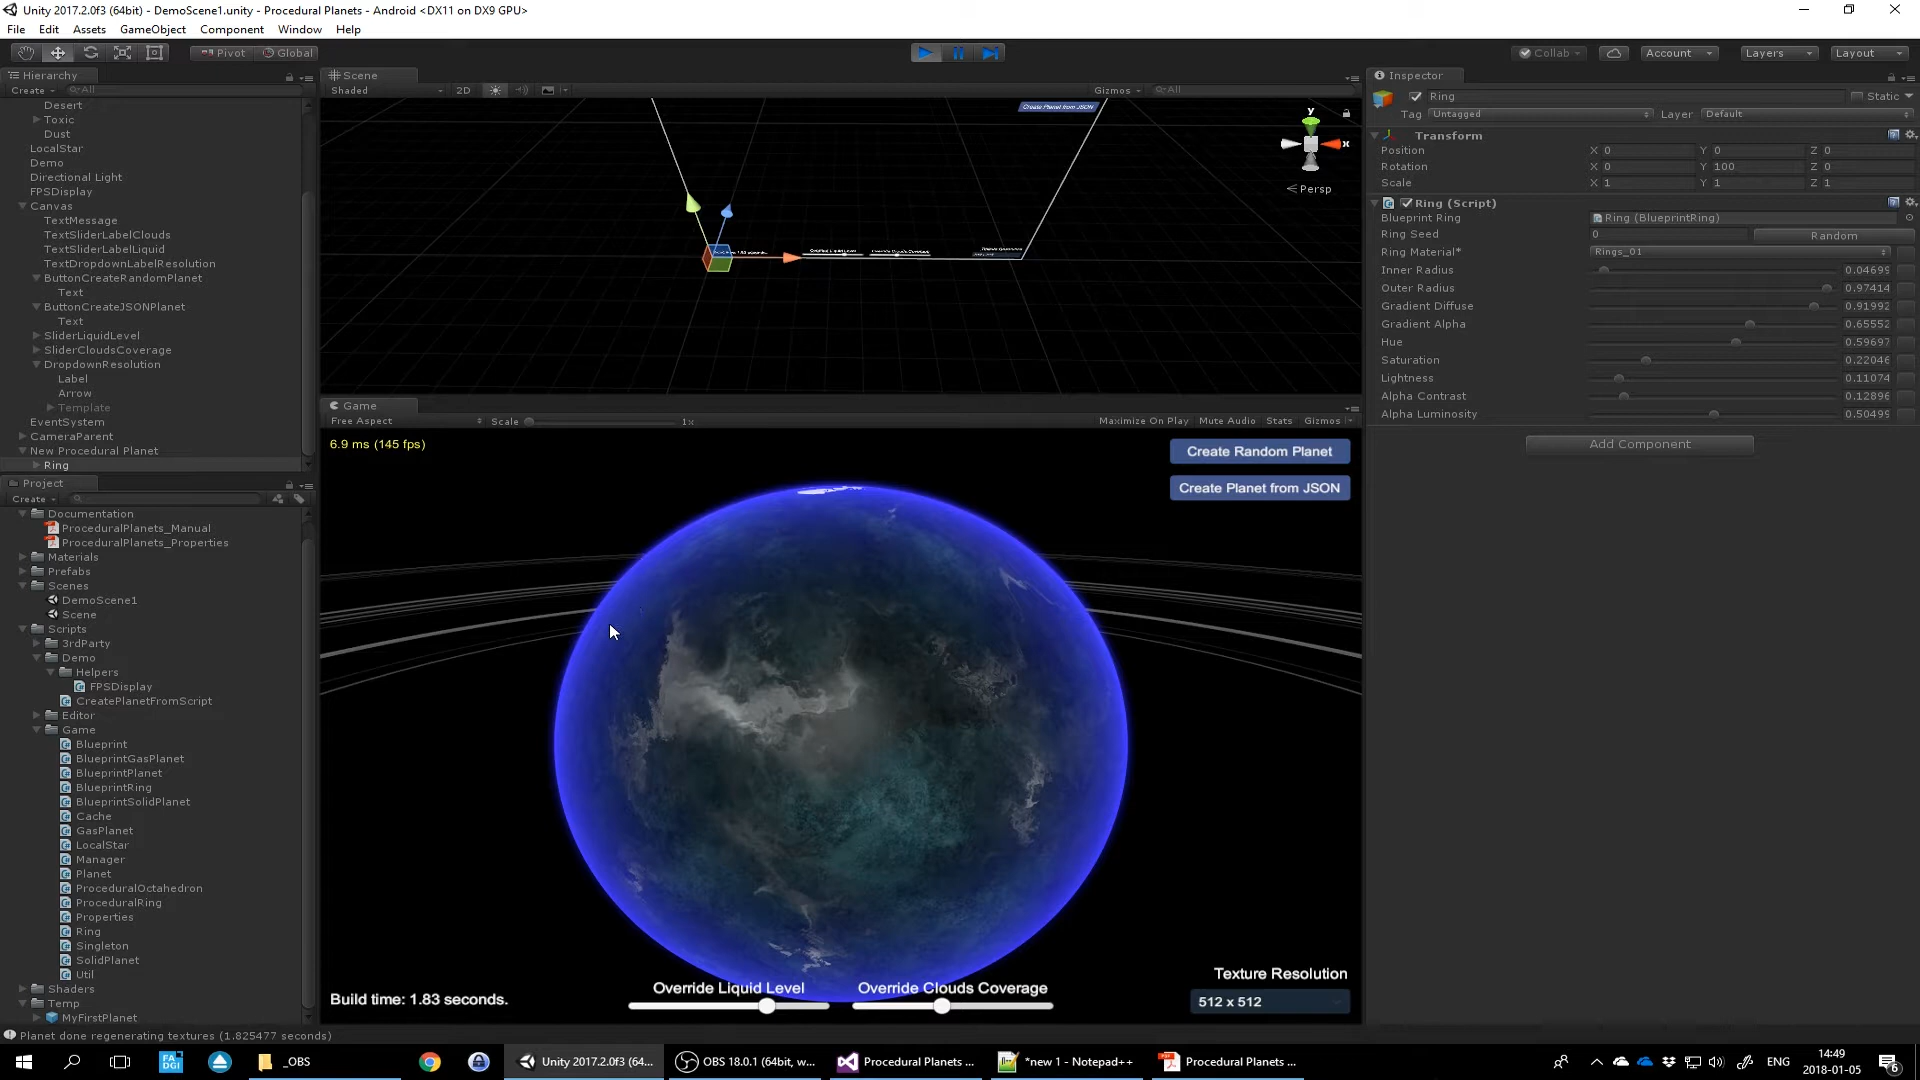 Unity 2017.2.0f3 (64bit) - DemoScene1.unity - Procedural Planets - Android <DX11 on DX9 GPU>
File Edit Assets GameObject Component Window Help
Pivot Global Collab Account Layers Layout
Hierarchy
Create All
Desert
Toxic
Dust
LocalStar
Demo
Directional Light
FPSDisplay
Canvas
TextMessage
TextSliderLabelClouds
TextSliderLabelLiquid
TextDropdownLabelResolution
ButtonCreateRandomPlanet
Text
ButtonCreateJSONPlanet
Text
SliderLiquidLevel
SliderCloudsCoverage
DropdownResolution
Label
Arrow
Template
EventSystem
CameraParent
New Procedural Planet
Ring
Project
Create
Documentation
ProceduralPlanets_Manual
ProceduralPlanets_Properties
Materials
Prefabs
Scenes
DemoScene1
Scene
Scripts
3rdParty
Demo
Helpers
FPSDisplay
CreatePlanetFromScript
Editor
Game
Blueprint
BlueprintGasPlanet
BlueprintPlanet
BlueprintRing
BlueprintSolidPlanet
Cache
GasPlanet
LocalStar
Manager
Planet
ProceduralOctahedron
ProceduralRing
Properties
Ring
Singleton
SolidPlanet
Util
Shaders
Temp
MyFirstPlanet
Scene
Shaded 2D Gizmos All
Create Planet from JSON
y
x
Persp
Game
Free Aspect Scale 1x Maximize On Play Mute Audio Stats Gizmos
6.9 ms (145 fps)
Create Random Planet
Create Planet from JSON
Texture Resolution
512 x 512
Override Liquid Level Override Clouds Coverage
Build time: 1.83 seconds.
Inspector
Ring Static
Tag Untagged Layer Default
Transform
Position X 0 Y 0 Z 0
Rotation X 0 Y 100 Z 0
Scale X 1 Y 1 Z 1
Ring (Script)
Blueprint Ring Ring (BlueprintRing)
Ring Seed 0 Random
Ring Material* Rings_01
Inner Radius 0.04699
Outer Radius 0.97414
Gradient Diffuse 0.91992
Gradient Alpha 0.65552
Hue 0.59697
Saturation 0.22046
Lightness 0.11074
Alpha Contrast 0.12896
Alpha Luminosity 0.50499
Add Component
Planet done regenerating textures (1.825477 seconds)
_OBS Unity 2017.2.0f3 (64... OBS 18.0.1 (64bit, w... Procedural Planets ... *new 1 - Notepad++ Procedural Planets ... ENG 14:49
2018-01-05 6